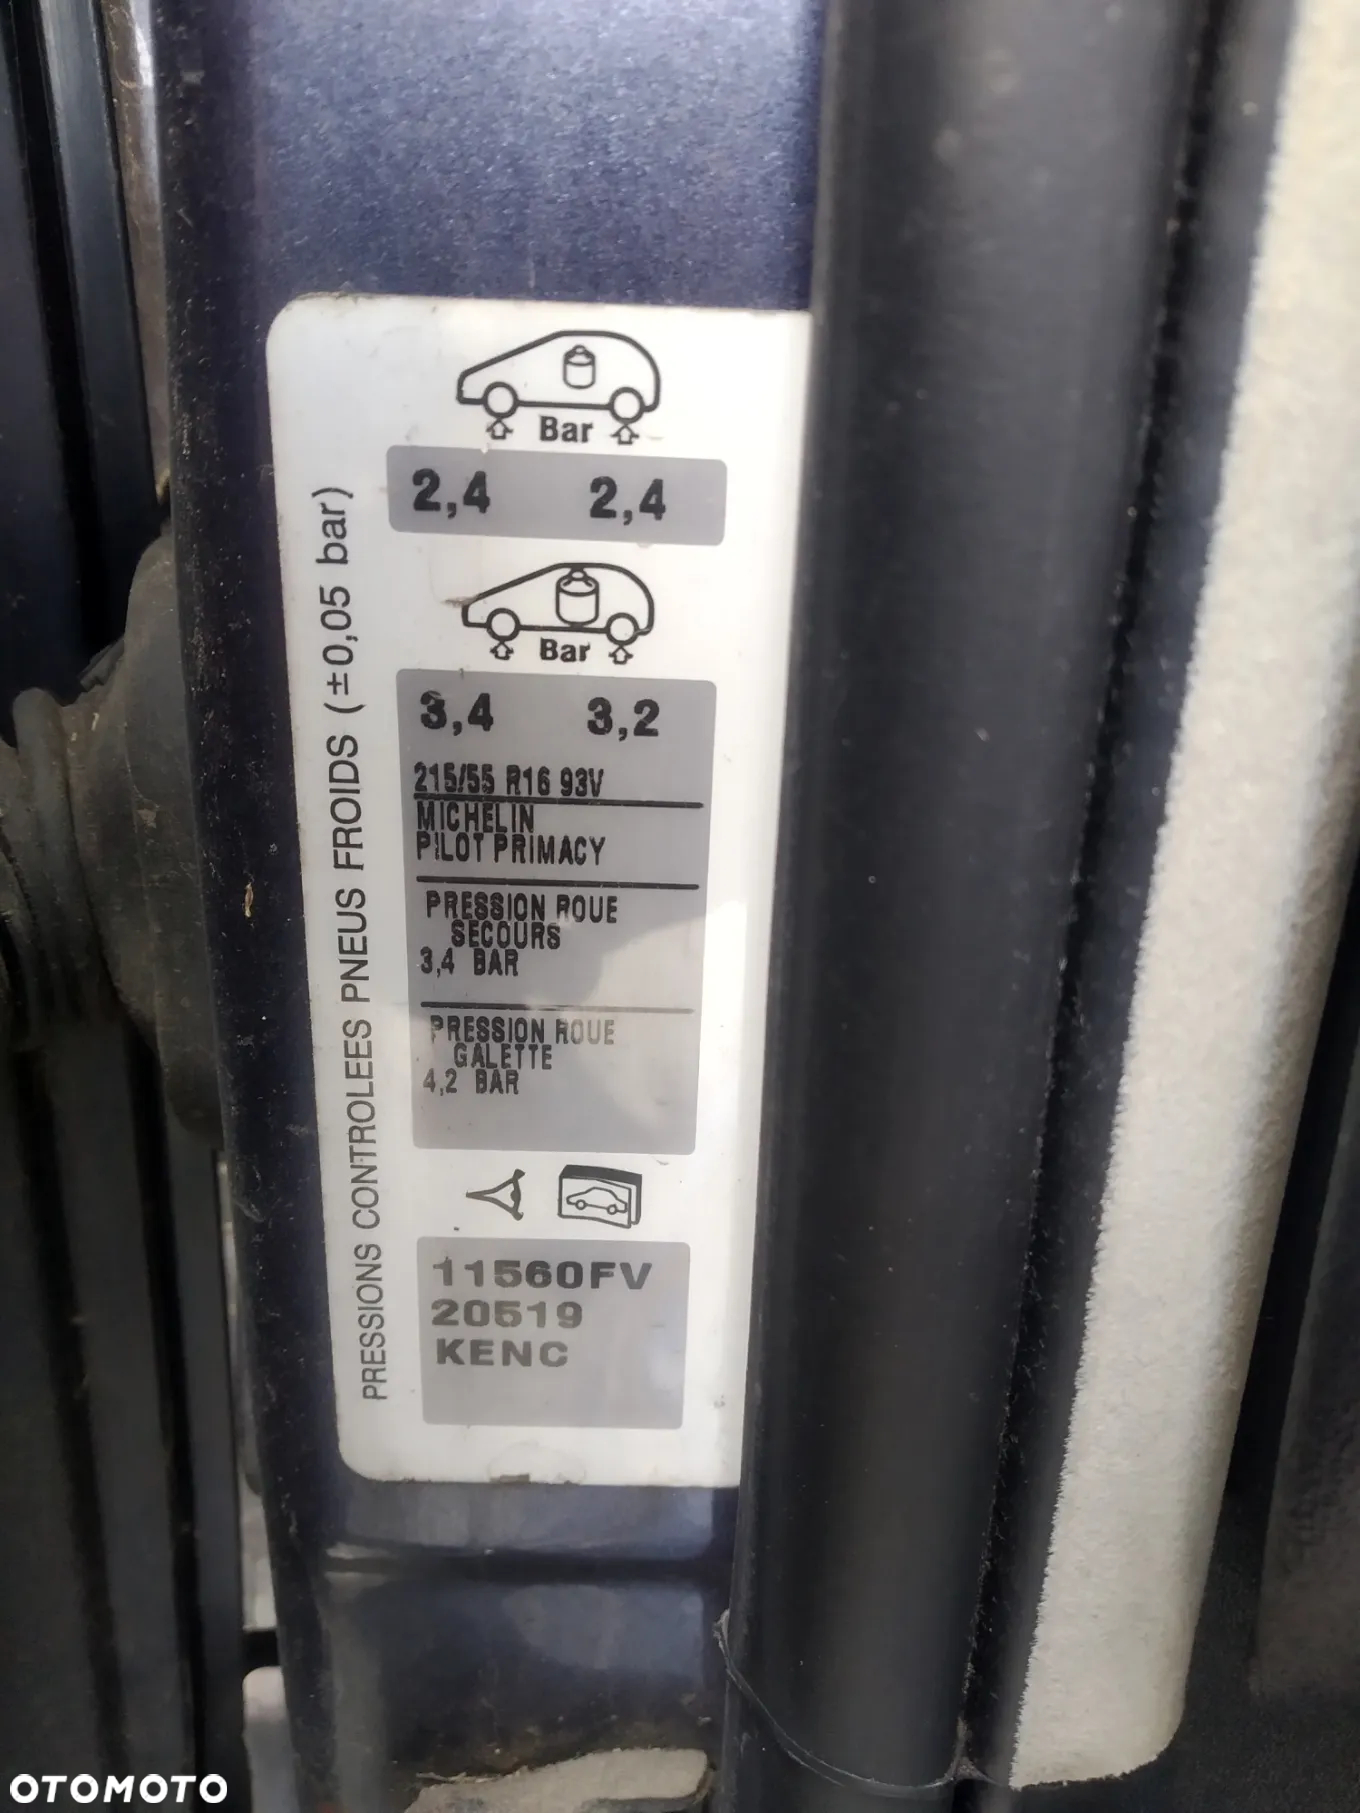 PRESSIONS CONTROLEES PNEUS FROIDS (±0,05 bar)
Bar
2,4 2,4
Bar
3,4 3,2
215/55 R16 93V
MICHELIN
PILOT PRIMACY
PRESSION ROUE
SECOURS
3,4 BAR
PRESSION ROUE
GALETTE
4,2 BAR
11560FV
20519
KENC
OTOMOTO